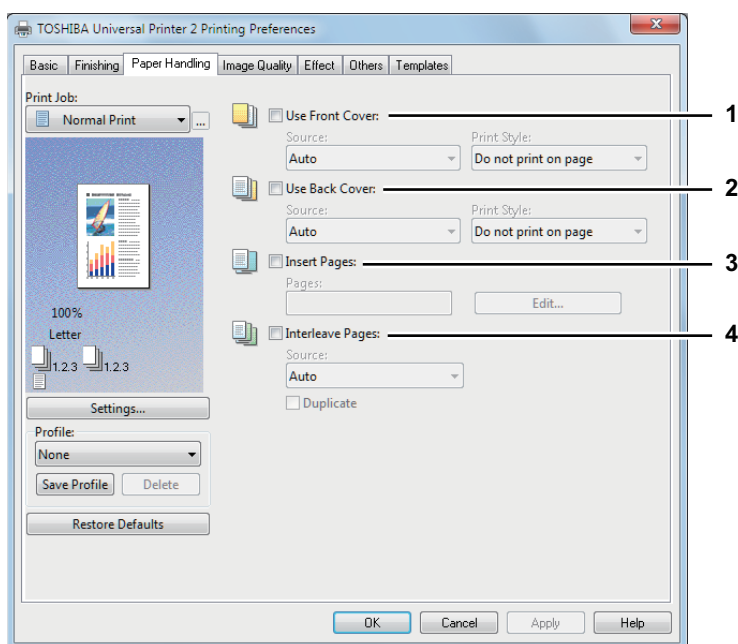 TOSHIBA Universal Printer 2 Printing Preferences
Basic Finishing Paper Handling Image Quality Effect Others Templates
Print Job:
Normal Print
...
100%
Letter
1.2.3 1.2.3
Settings...
Profile:
None
Save Profile Delete
Restore Defaults
Use Front Cover: 1
Source: Print Style:
Auto Do not print on page
Use Back Cover: 2
Source: Print Style:
Auto Do not print on page
Insert Pages: 3
Pages:
Edit...
Interleave Pages: 4
Source:
Auto
Duplicate
OK Cancel Apply Help